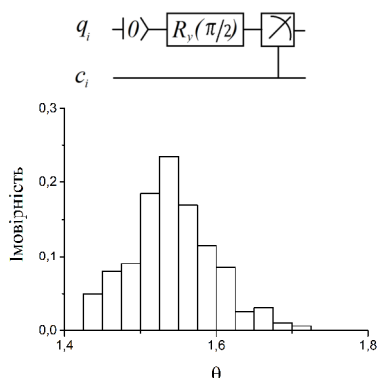 q_i |0⟩ R_y(π/2)
c_i
0,3
0,2
0,1
0,0
Імовірність
1,4 1,6 1,8
θ